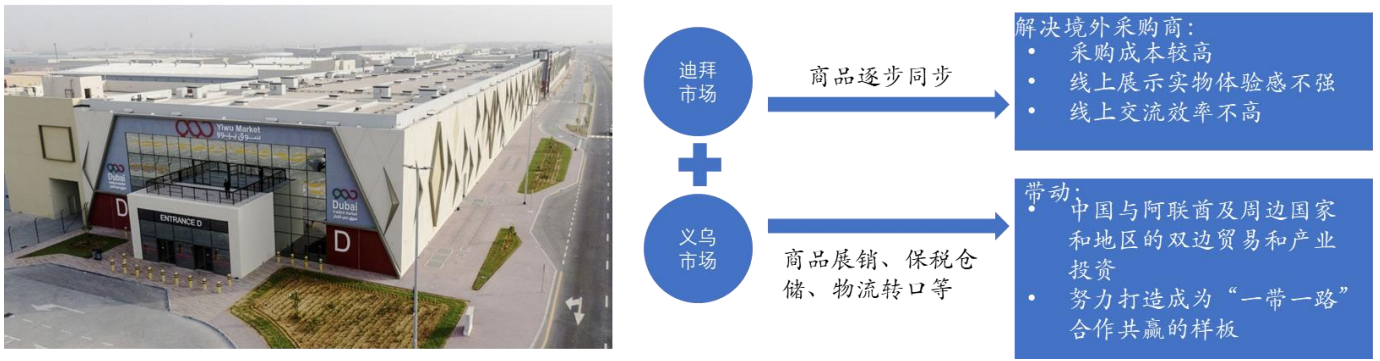 Yiwu Market
سوق ييوو
Dubai
D
ENTRANCE D
Dubai
D
迪拜
市场
义乌
市场
商品逐步同步
商品展销、保税仓
储、物流转口等
解决境外采购商：
• 采购成本较高
• 线上展示实物体验感不强
• 线上交流效率不高
带动：
• 中国与阿联酋及周边国家
和地区的双边贸易和产业
投资
• 努力打造成为“一带一路”
合作共赢的样板